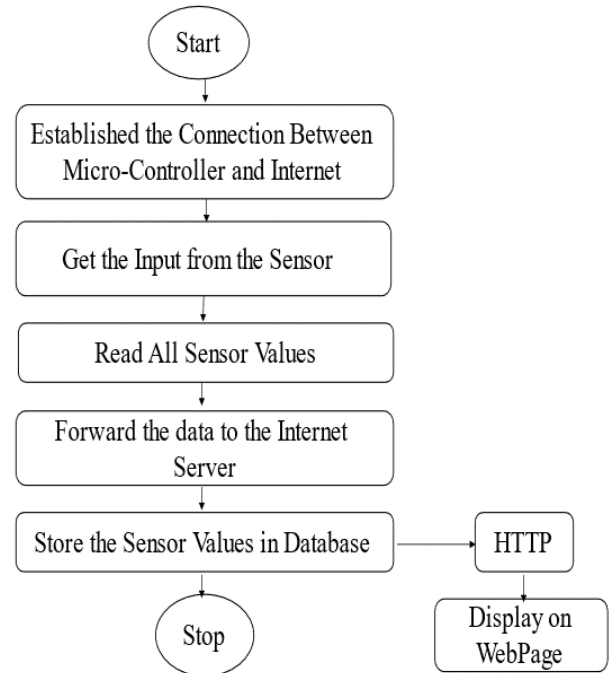 Start
Established the Connection Between
Micro-Controller and Internet
Get the Input from the Sensor
Read All Sensor Values
Forward the data to the Internet
Server
Store the Sensor Values in Database
HTTP
Stop
Display on
WebPage